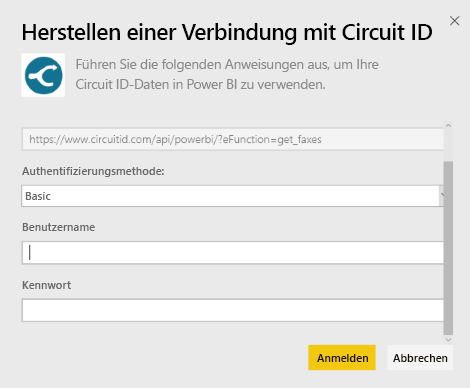 Herstellen einer Verbindung mit Circuit ID
Führen Sie die folgenden Anweisungen aus, um Ihre
Circuit ID-Daten in Power BI zu verwenden.
https://www.circuitid.com/api/powerbi/?eFunction=get_faxes
Authentifizierungsmethode:
Basic
Benutzername
Kennwort
Anmelden
Abbrechen